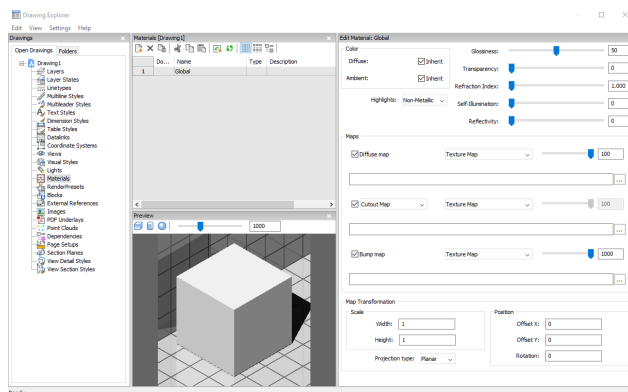 Drawing Explorer
Edit View Settings Help
Drawings
Open Drawings Folders
Drawing1
Layers
Layer States
Linetypes
Multiline Styles
Multileader Styles
Text Styles
Dimension Styles
Table Styles
Datalinks
Coordinate Systems
Views
Visual Styles
Lights
Materials
RenderPresets
Blocks
External References
Images
PDF Underlays
Point Clouds
Dependencies
Page Setups
Section Planes
View Detail Styles
View Section Styles
Materials [Drawing1]
Do... Name Type Description
1 Global
Preview
1000
Edit Material: Global
Color
Diffuse: Inherit
Ambient: Inherit
Highlights: Non-Metallic
Glossiness: 50
Transparency: 0
Refraction Index: 1.000
Self-Illumination: 0
Reflectivity: 0
Maps
Diffuse map Texture Map 100
...
Cutout Map Texture Map 100
...
Bump map Texture Map 1000
...
Map Transformation
Scale
Width: 1
Height: 1
Projection type: Planar
Position
Offset X: 0
Offset Y: 0
Rotation: 0